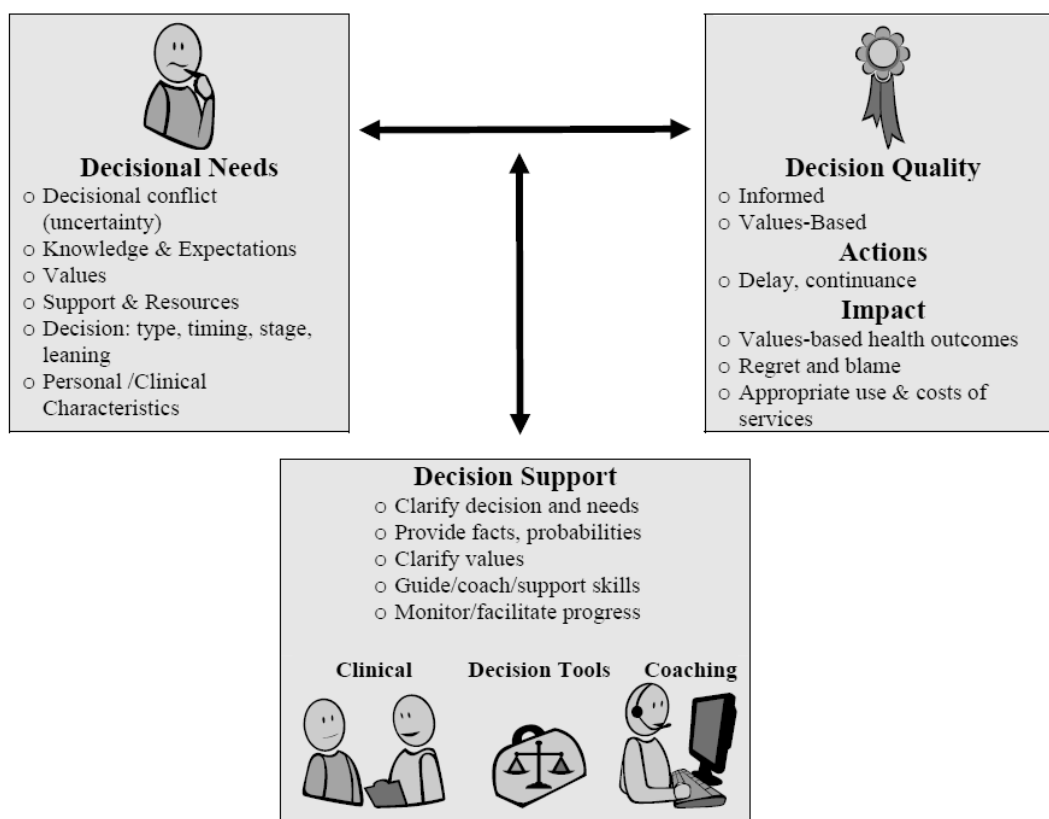 Decisional Needs
○ Decisional conflict
(uncertainty)
○ Knowledge & Expectations
○ Values
○ Support & Resources
○ Decision: type, timing, stage,
leaning
○ Personal /Clinical
Characteristics
Decision Quality
○ Informed
○ Values-Based
Actions
○ Delay, continuance
Impact
○ Values-based health outcomes
○ Regret and blame
○ Appropriate use & costs of
services
Decision Support
○ Clarify decision and needs
○ Provide facts, probabilities
○ Clarify values
○ Guide/coach/support skills
○ Monitor/facilitate progress
Clinical Decision Tools Coaching